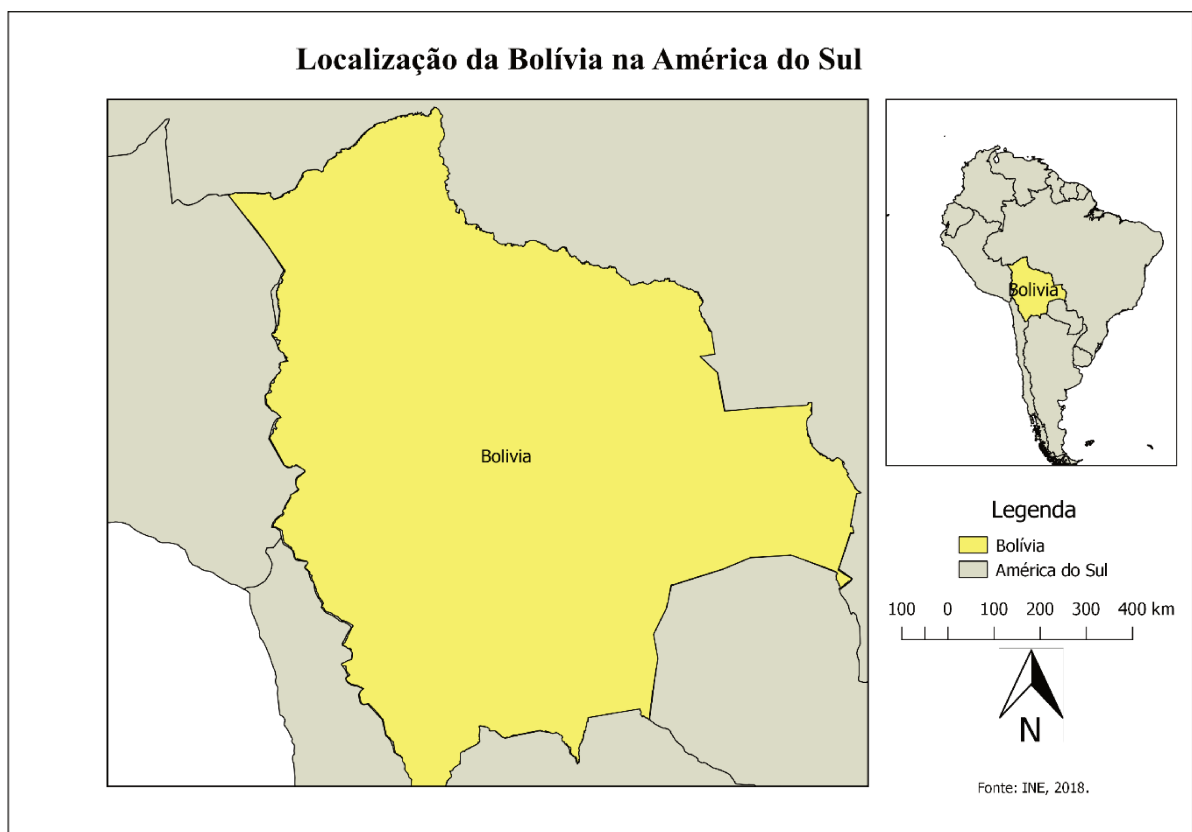 Localização da Bolívia na América do Sul
Bolivia
Bolivia
Legenda
Bolívia
América do Sul
100 0 100 200 300 400 km
N
Fonte: INE, 2018.